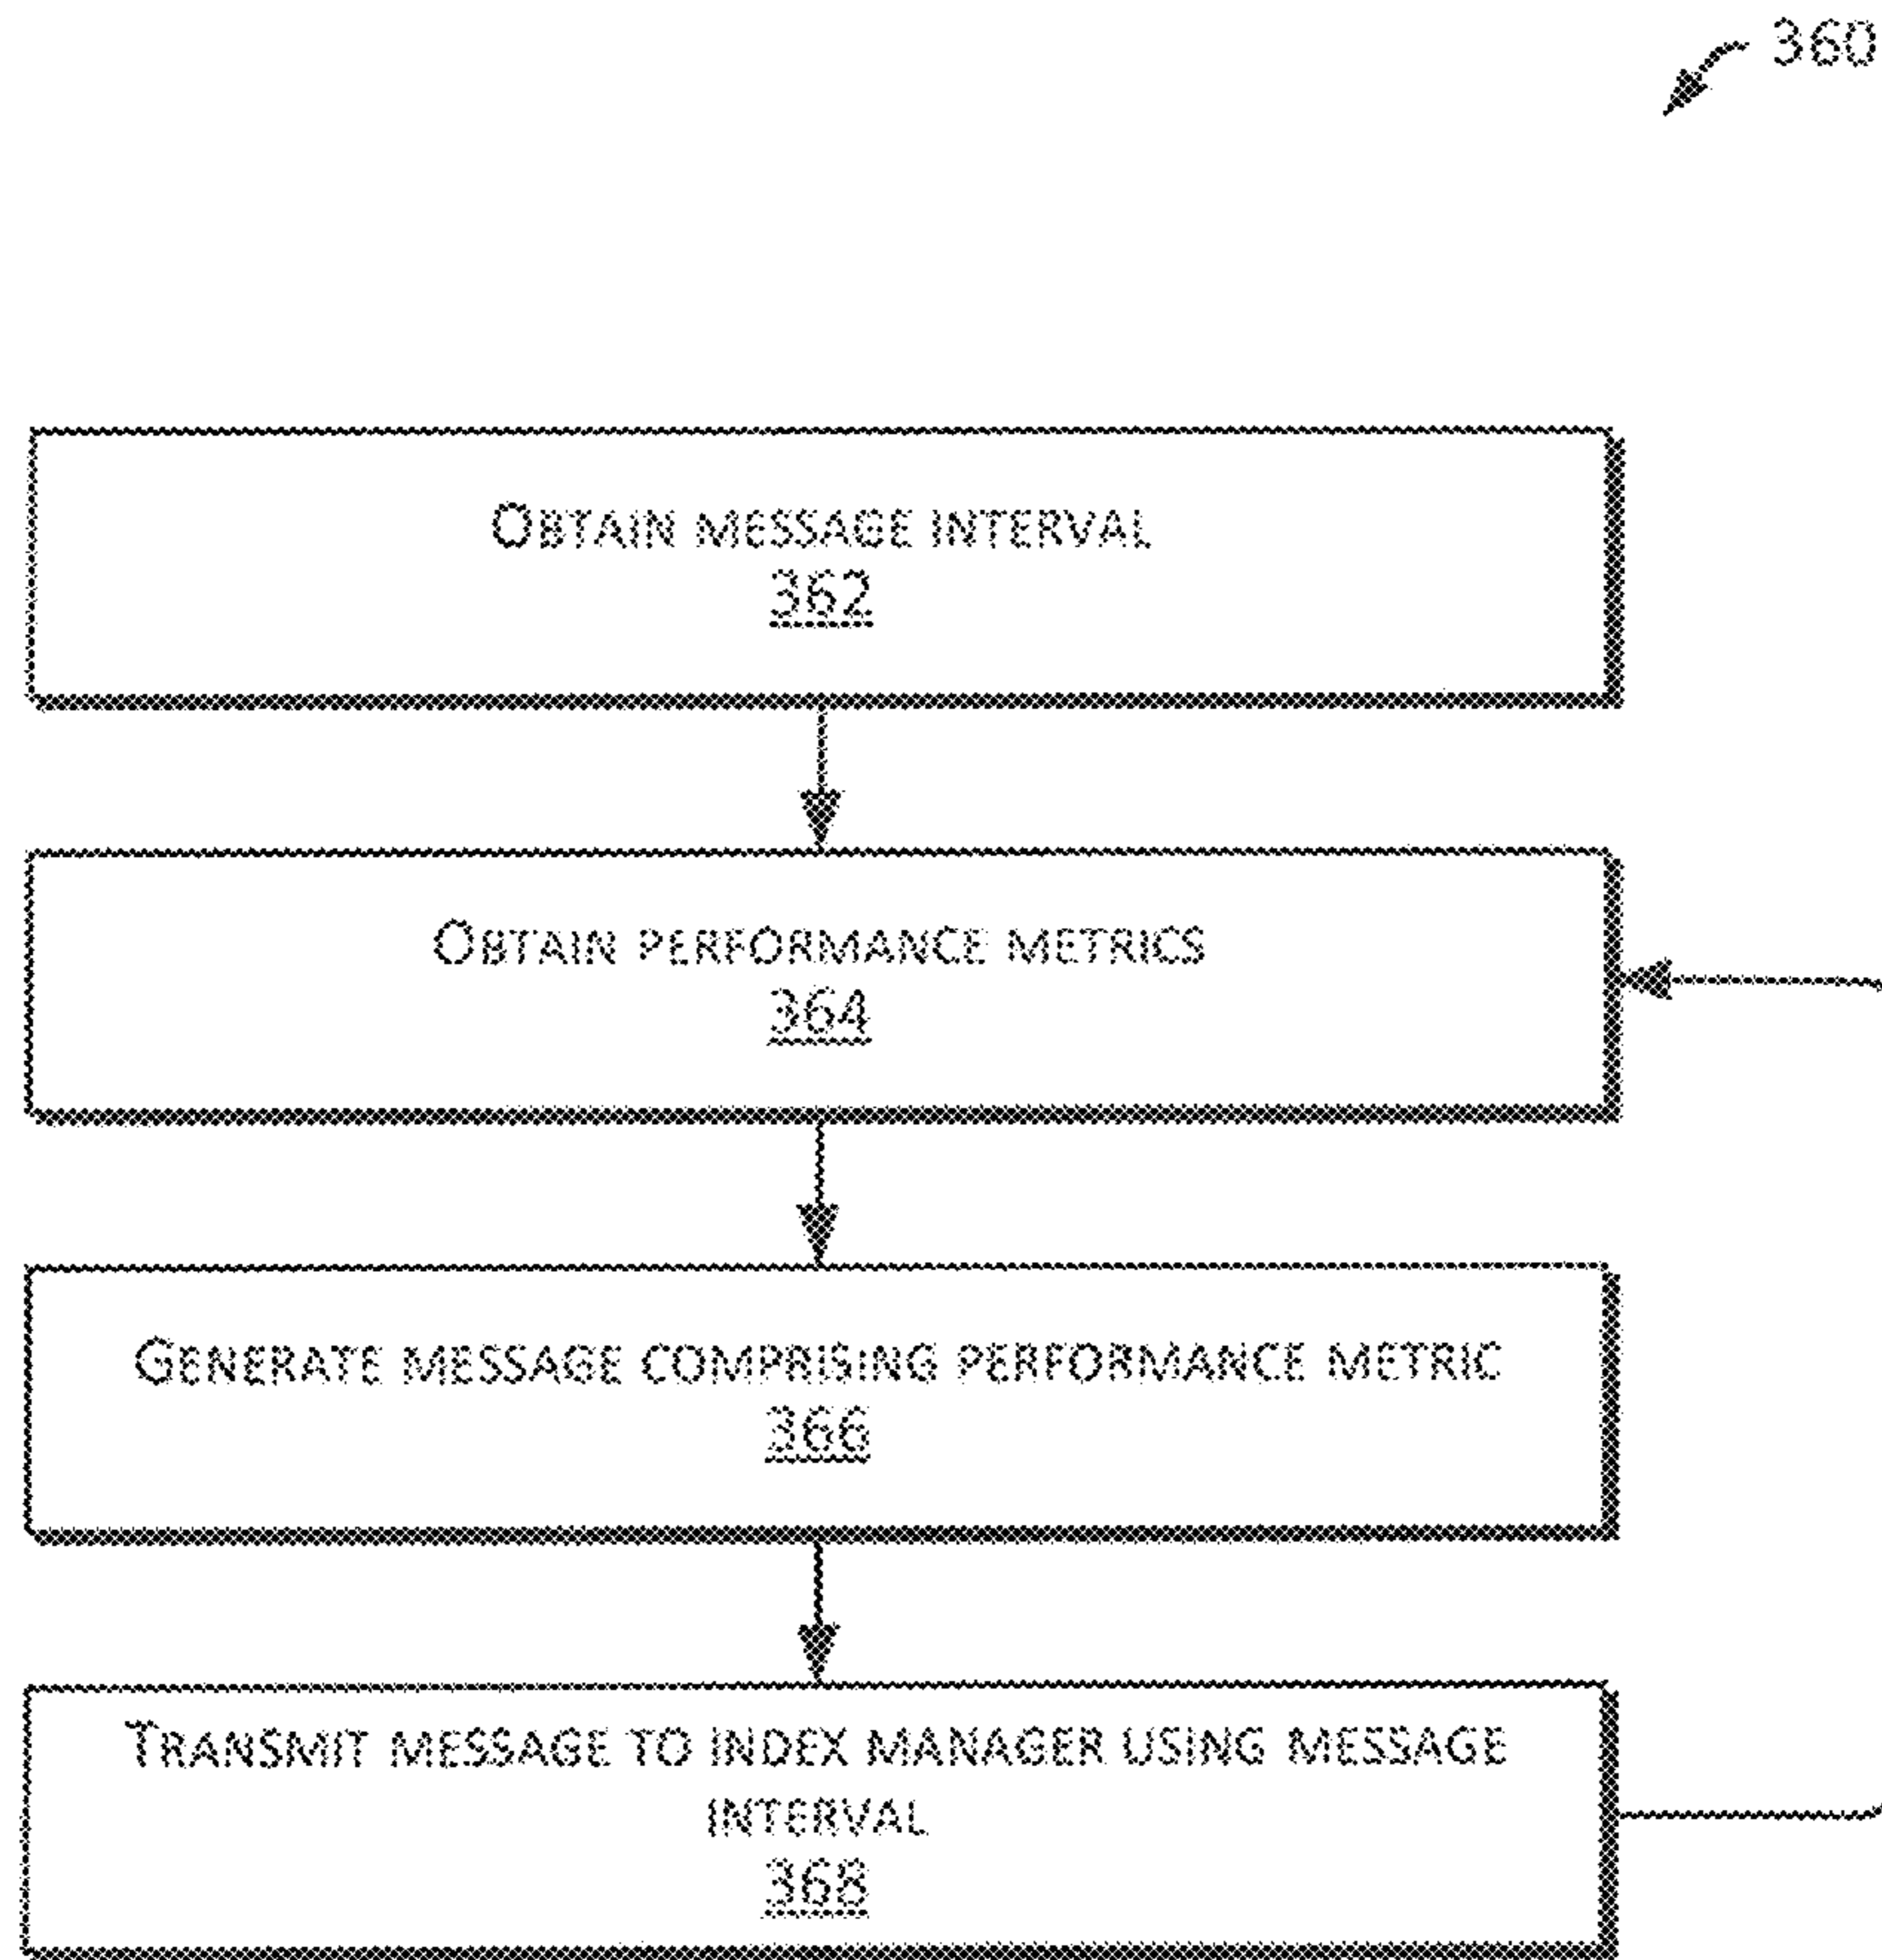 360
OBTAIN MESSAGE INTERVAL
362
OBTAIN PERFORMANCE METRICS
364
GENERATE MESSAGE COMPRISING PERFORMANCE METRIC
366
TRANSMIT MESSAGE TO INDEX MANAGER USING MESSAGE
INTERVAL
368